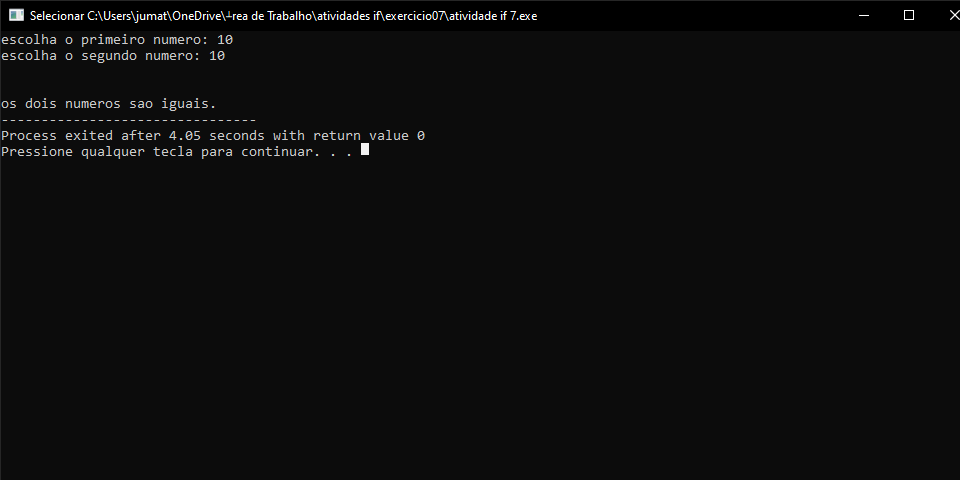 Selecionar C:\Users\jumat\OneDrive\┴rea de Trabalho\atividades if\exercicio07\atividade if 7.exe
escolha o primeiro numero: 10
escolha o segundo numero: 10
os dois numeros sao iguais.
--------------------------------
Process exited after 4.05 seconds with return value 0
Pressione qualquer tecla para continuar. . .